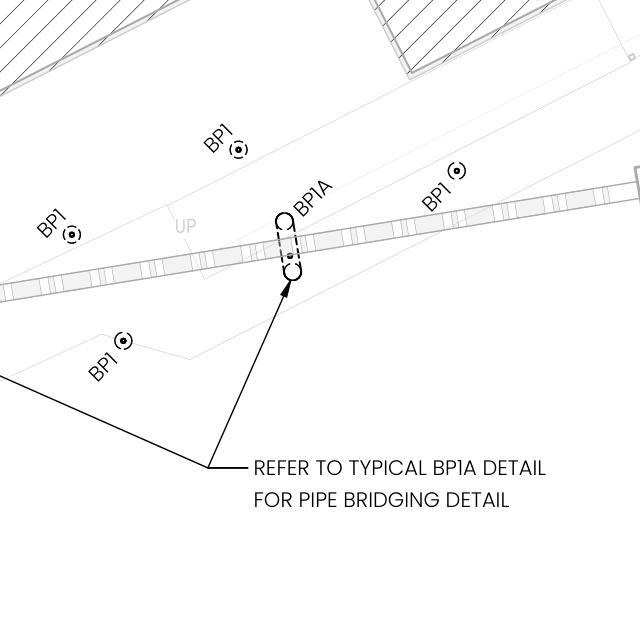 BP1
BP1A
BP1
BP1
UP
BP1
REFER TO TYPICAL BP1A DETAIL
FOR PIPE BRIDGING DETAIL